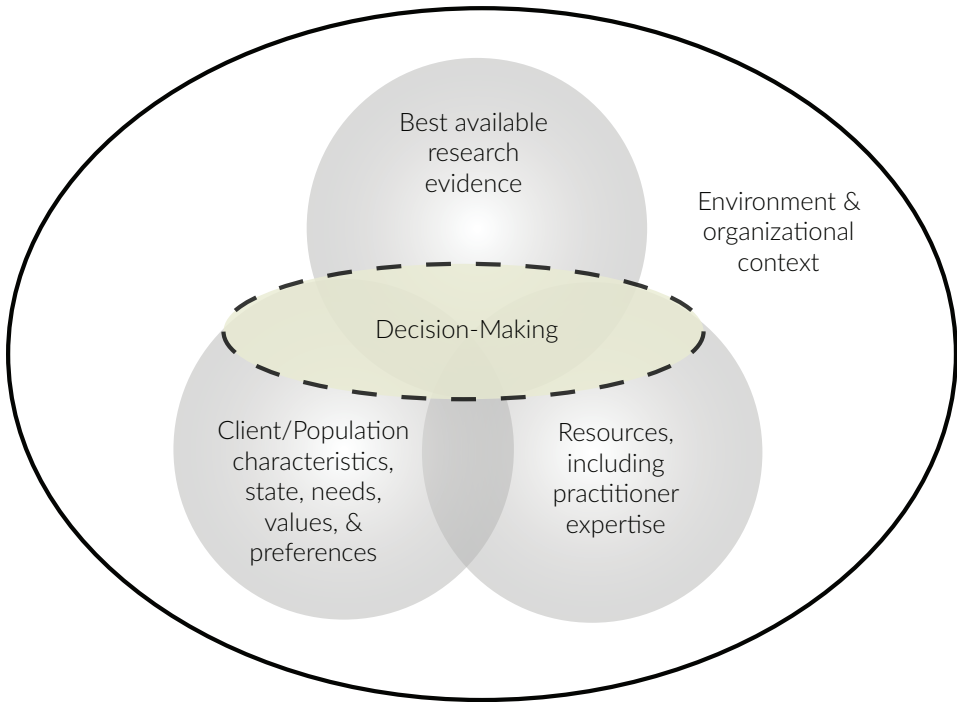 Best available
research
evidence
Environment &
organizational
context
Decision-Making
Client/Population
characteristics,
state, needs,
values, &
preferences
Resources,
including
practitioner
expertise